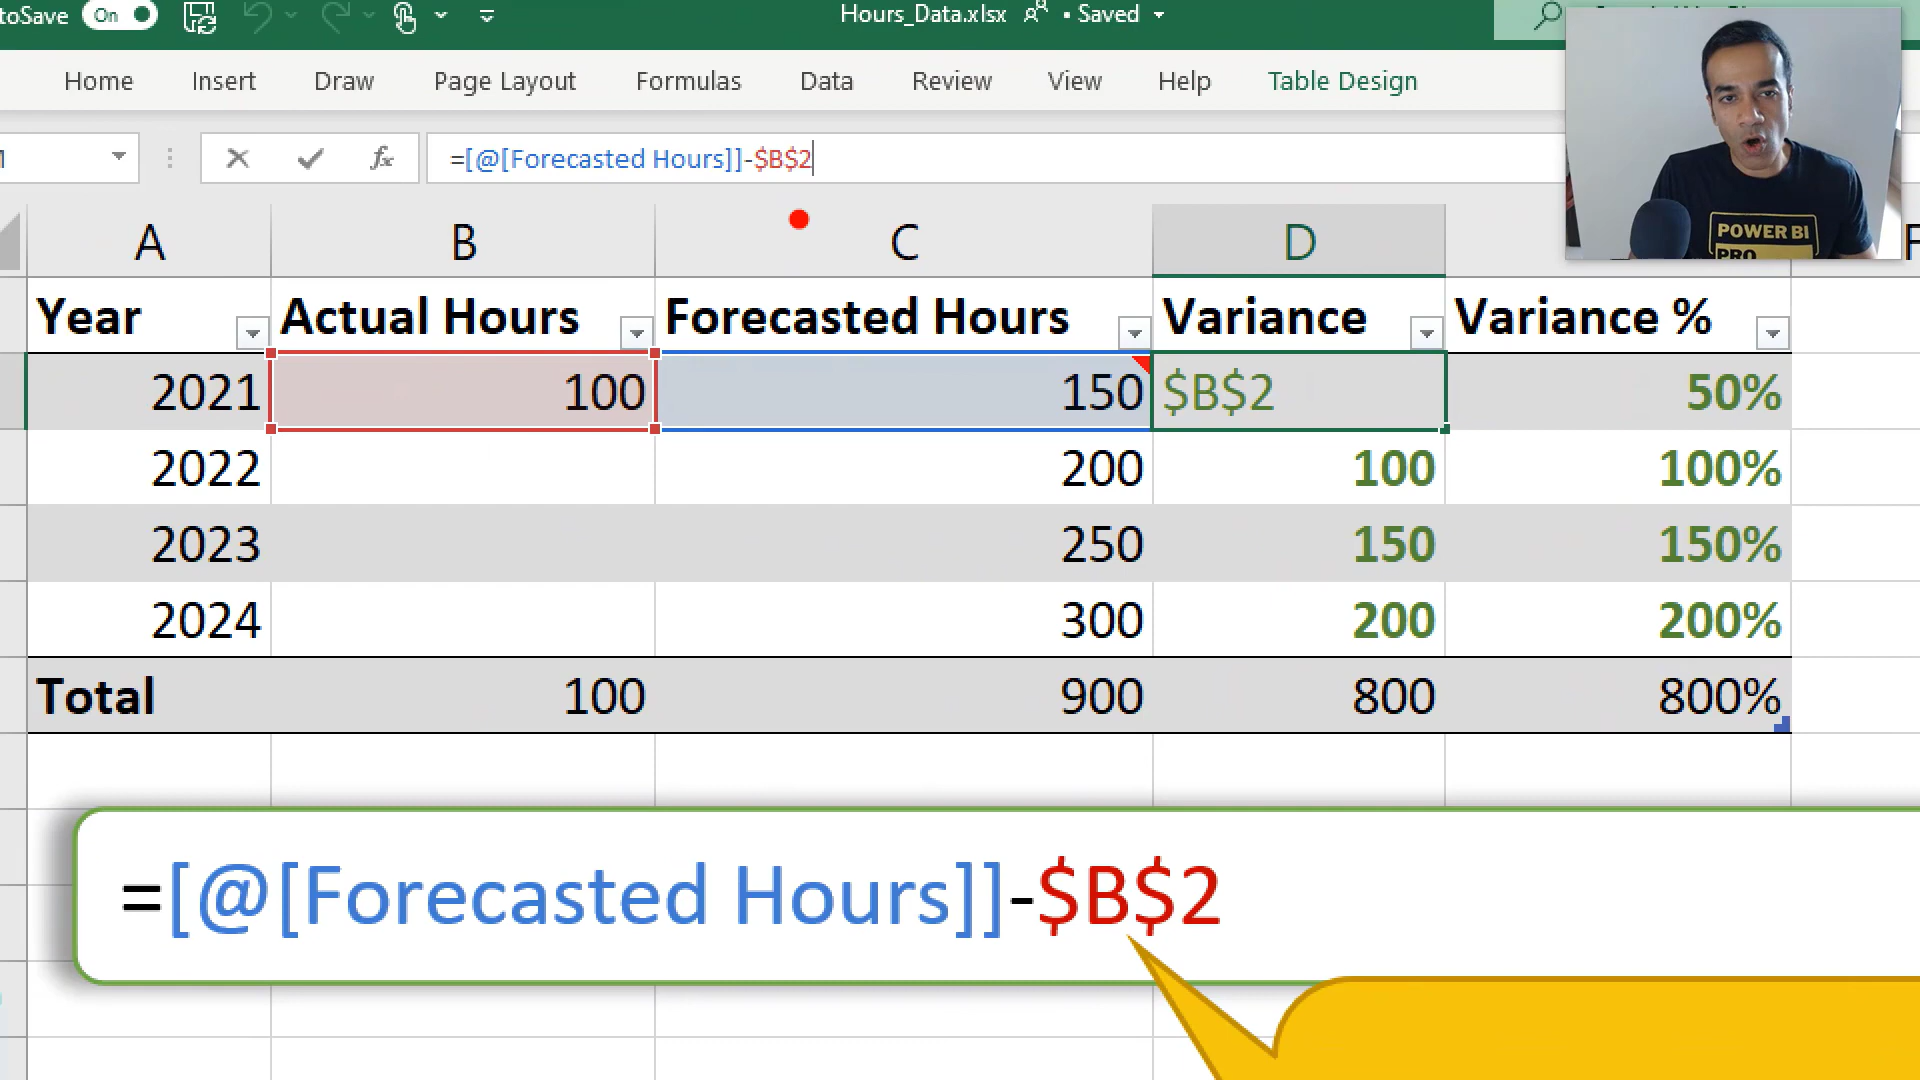 toSave On Hours_Data.xlsx • Saved
Home Insert Draw Page Layout Formulas Data Review View Help Table Design
fx =[@[Forecasted Hours]]-$B$2
POWER BI
PRO
A B C D F
Year Actual Hours Forecasted Hours Variance Variance %
2021 100 150 $B$2 50%
2022 200 100 100%
2023 250 150 150%
2024 300 200 200%
Total 100 900 800 800%
=[@[Forecasted Hours]]-$B$2